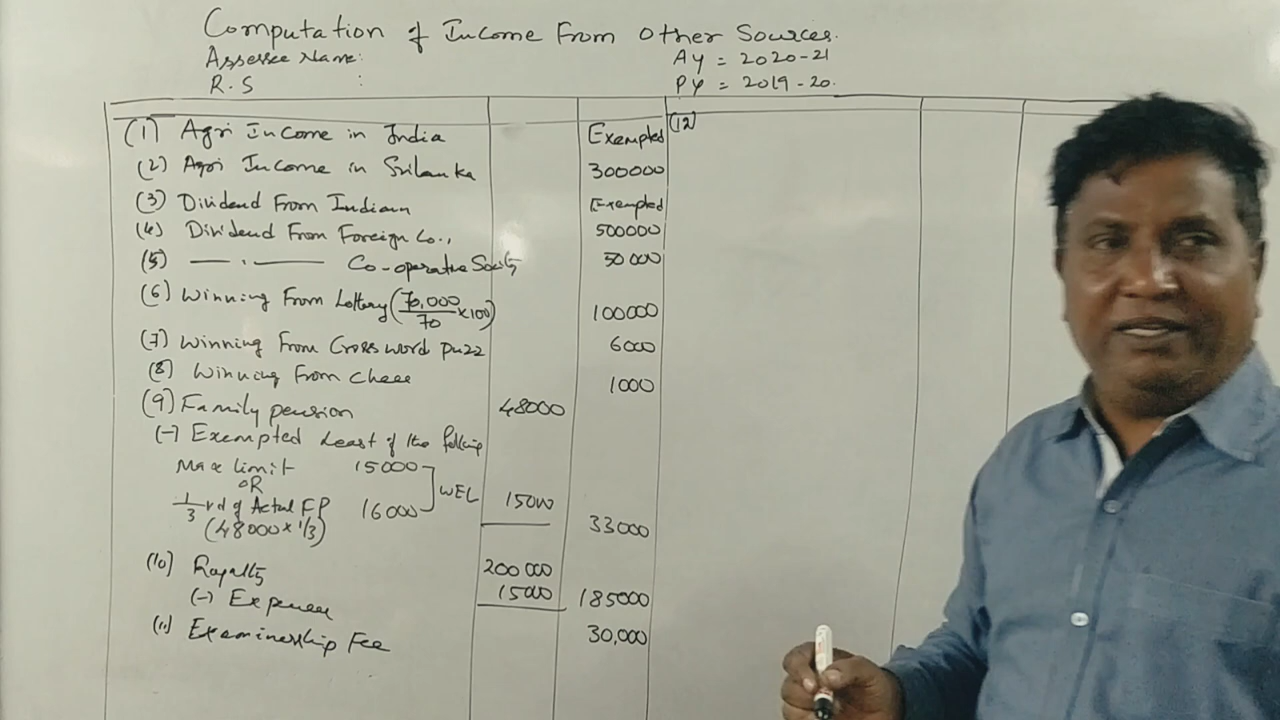 Computation of Income From Other Sources.
Assessee Name:
R.S :
AY = 2020-21
PY = 2019-20.
(1) Agri Income in India Exempted
(2) Agri Income in Srilanka 300000
(3) Dividend From Indian Exempted
(4) Dividend From Foreign Co., 500000
(5) — " — Co-operative Society 50000
(6) Winning From Lottery (70,000/70 x100) 100000
(7) Winning From Cross word puzz 6000
(8) Winning From Chess 1000
(9) Family pension 48000
(-) Exempted Least of the following
Max limit 15000
OR WEL
1/3 rd of Actual FP 16000 15000
(48000 x 1/3) 33000
(10) Royalty 200000
(-) Expenses 15000 185000
(11) Examinership Fee 30,000
(12)